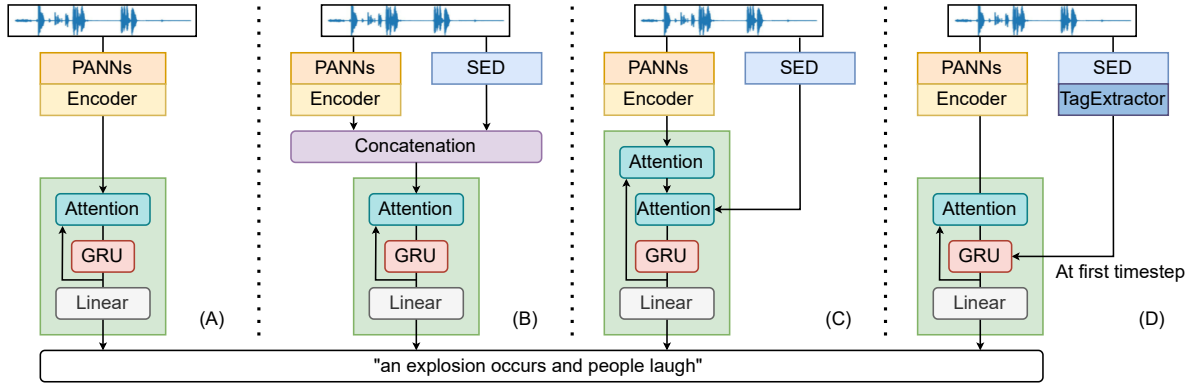 PANNs
Encoder
Attention
GRU
Linear
(A)
PANNs
Encoder
SED
Concatenation
Attention
GRU
Linear
(B)
PANNs
Encoder
SED
Attention
Attention
GRU
Linear
(C)
PANNs
Encoder
SED
TagExtractor
Attention
GRU
At first timestep
Linear
(D)
"an explosion occurs and people laugh"